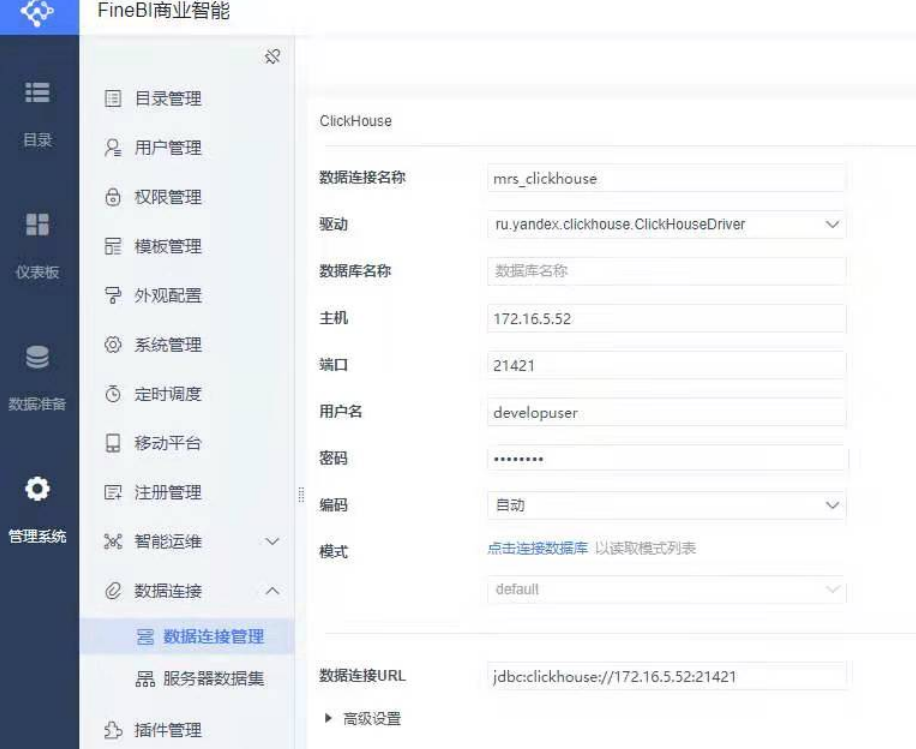 FineBI商业智能
目录
仪表板
数据准备
管理系统
目录管理
用户管理
权限管理
模板管理
外观配置
系统管理
定时调度
移动平台
注册管理
智能运维
数据连接
数据连接管理
服务器数据集
插件管理
ClickHouse
数据连接名称 mrs_clickhouse
驱动 ru.yandex.clickhouse.ClickHouseDriver
数据库名称 数据库名称
主机 172.16.5.52
端口 21421
用户名 developuser
密码 ••••••••
编码 自动
模式 点击连接数据库 以读取模式列表
default
数据连接URL jdbc:clickhouse://172.16.5.52:21421
高级设置